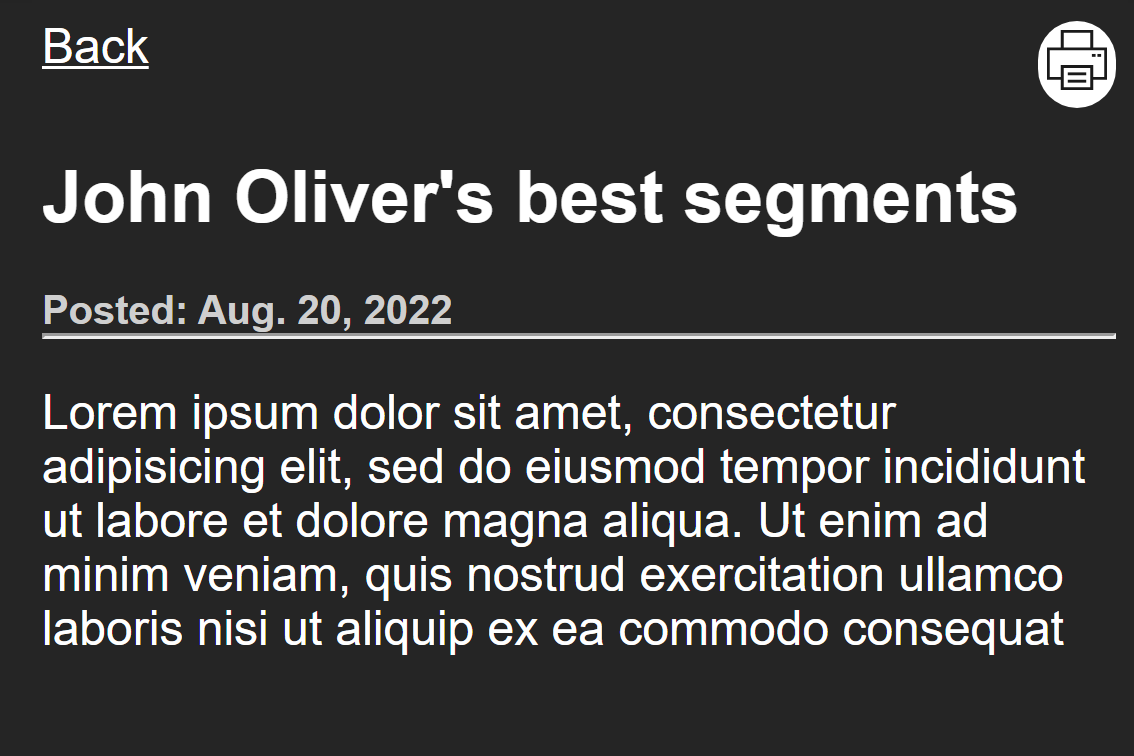 Back
John Oliver's best segments
Posted: Aug. 20, 2022
Lorem ipsum dolor sit amet, consectetur
adipisicing elit, sed do eiusmod tempor incididunt
ut labore et dolore magna aliqua. Ut enim ad
minim veniam, quis nostrud exercitation ullamco
laboris nisi ut aliquip ex ea commodo consequat